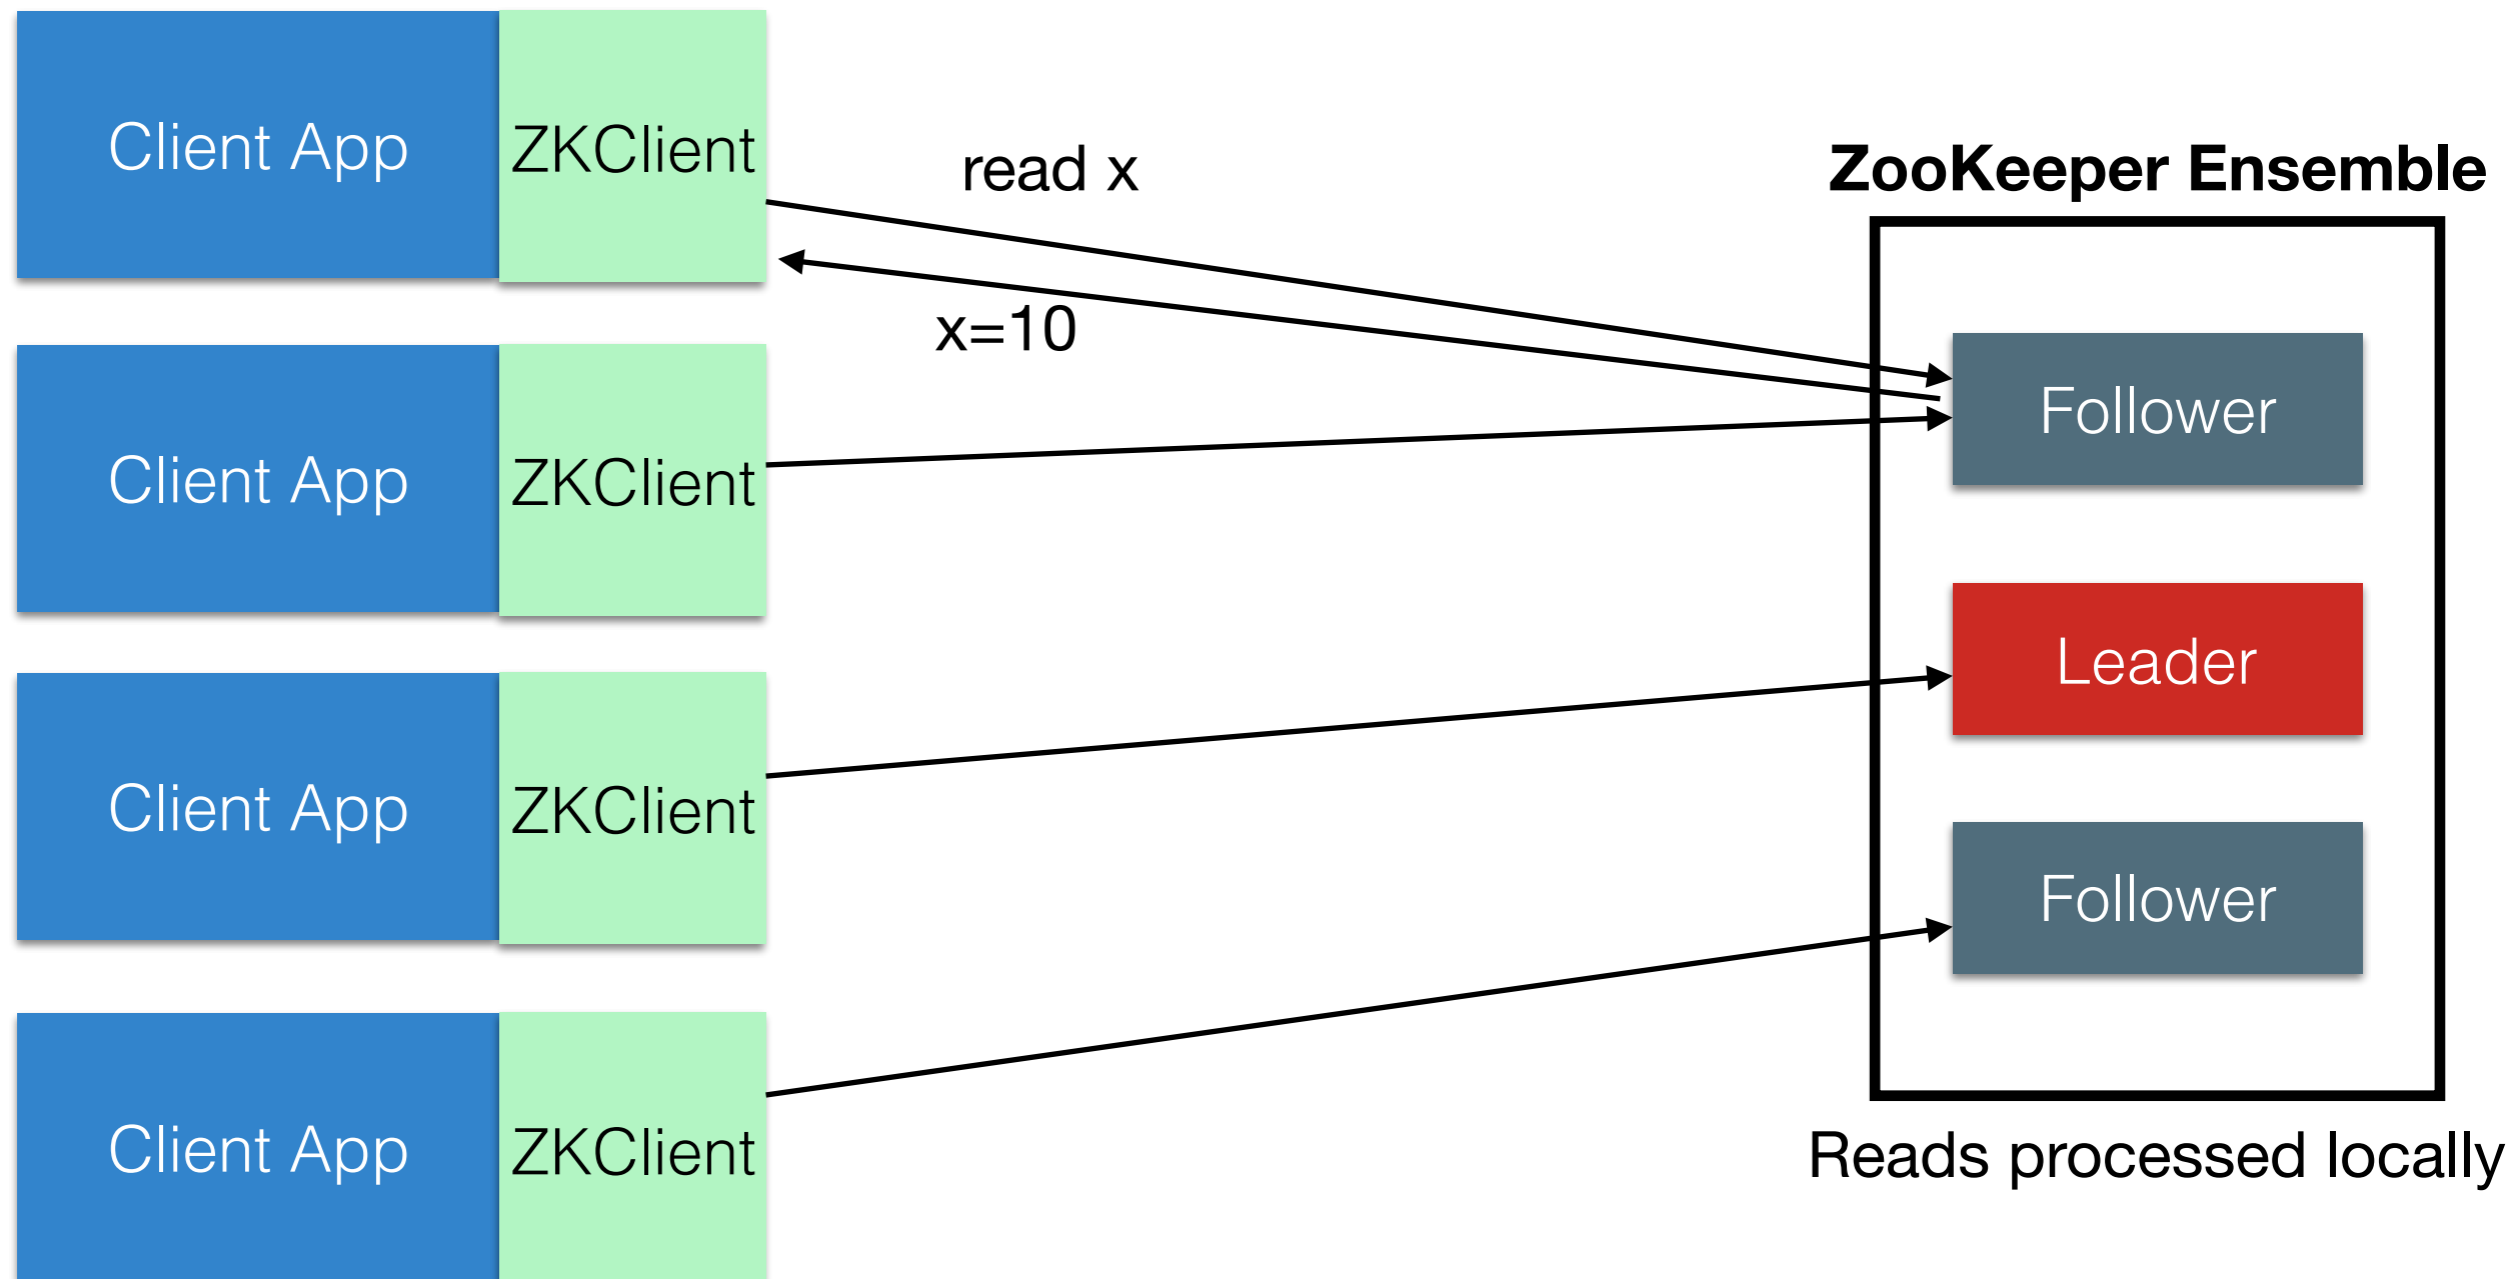 Client App
ZKClient
read x
ZooKeeper Ensemble
x=10
Follower
Client App
ZKClient
Leader
Client App
ZKClient
Follower
Client App
ZKClient
Reads processed locally